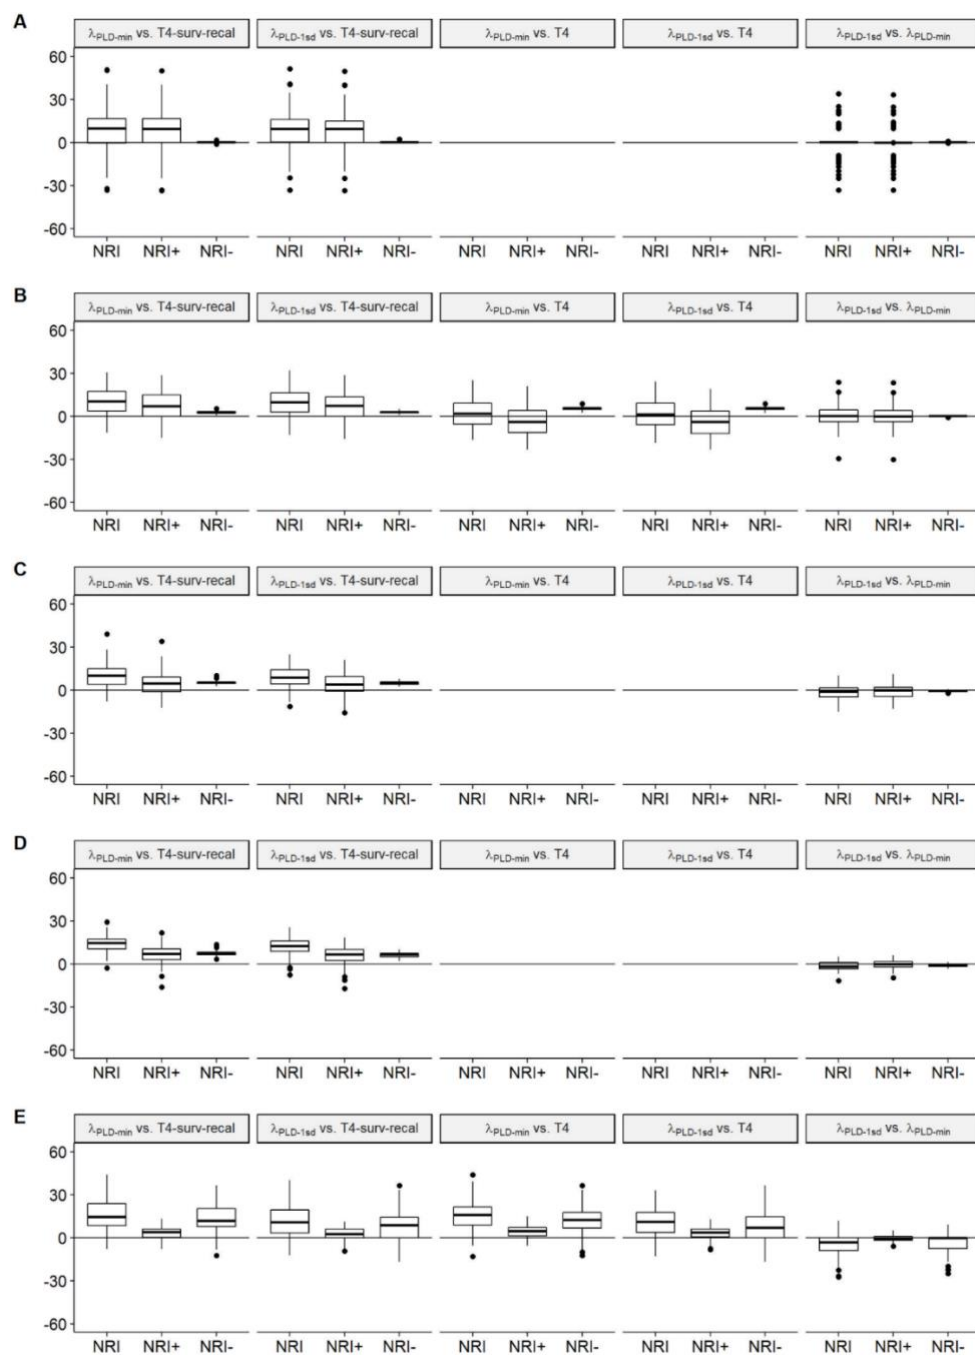 A
λPLD-min vs. T4-surv-recal λPLD-1sd vs. T4-surv-recal λPLD-min vs. T4 λPLD-1sd vs. T4 λPLD-1sd vs. λPLD-min
60
30
0
-30
-60
NRI NRI+ NRI- NRI NRI+ NRI- NRI NRI+ NRI- NRI NRI+ NRI- NRI NRI+ NRI-
B
λPLD-min vs. T4-surv-recal λPLD-1sd vs. T4-surv-recal λPLD-min vs. T4 λPLD-1sd vs. T4 λPLD-1sd vs. λPLD-min
60
30
0
-30
-60
NRI NRI+ NRI- NRI NRI+ NRI- NRI NRI+ NRI- NRI NRI+ NRI- NRI NRI+ NRI-
C
λPLD-min vs. T4-surv-recal λPLD-1sd vs. T4-surv-recal λPLD-min vs. T4 λPLD-1sd vs. T4 λPLD-1sd vs. λPLD-min
60
30
0
-30
-60
NRI NRI+ NRI- NRI NRI+ NRI- NRI NRI+ NRI- NRI NRI+ NRI- NRI NRI+ NRI-
D
λPLD-min vs. T4-surv-recal λPLD-1sd vs. T4-surv-recal λPLD-min vs. T4 λPLD-1sd vs. T4 λPLD-1sd vs. λPLD-min
60
30
0
-30
-60
NRI NRI+ NRI- NRI NRI+ NRI- NRI NRI+ NRI- NRI NRI+ NRI- NRI NRI+ NRI-
E
λPLD-min vs. T4-surv-recal λPLD-1sd vs. T4-surv-recal λPLD-min vs. T4 λPLD-1sd vs. T4 λPLD-1sd vs. λPLD-min
60
30
0
-30
-60
NRI NRI+ NRI- NRI NRI+ NRI- NRI NRI+ NRI- NRI NRI+ NRI- NRI NRI+ NRI-